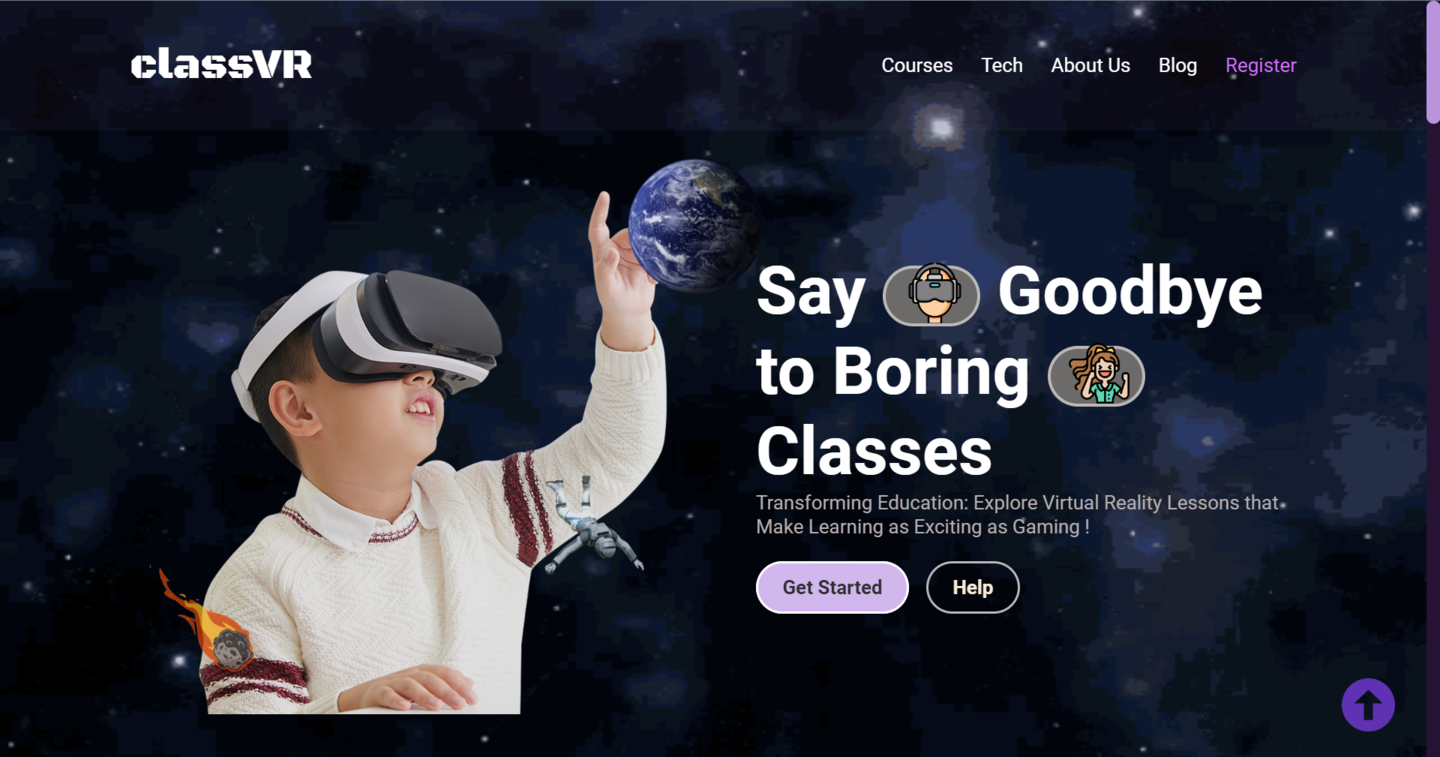 classVR
Courses Tech About Us Blog Register
Say Goodbye
to Boring
Classes
Transforming Education: Explore Virtual Reality Lessons that
Make Learning as Exciting as Gaming !
Get Started Help